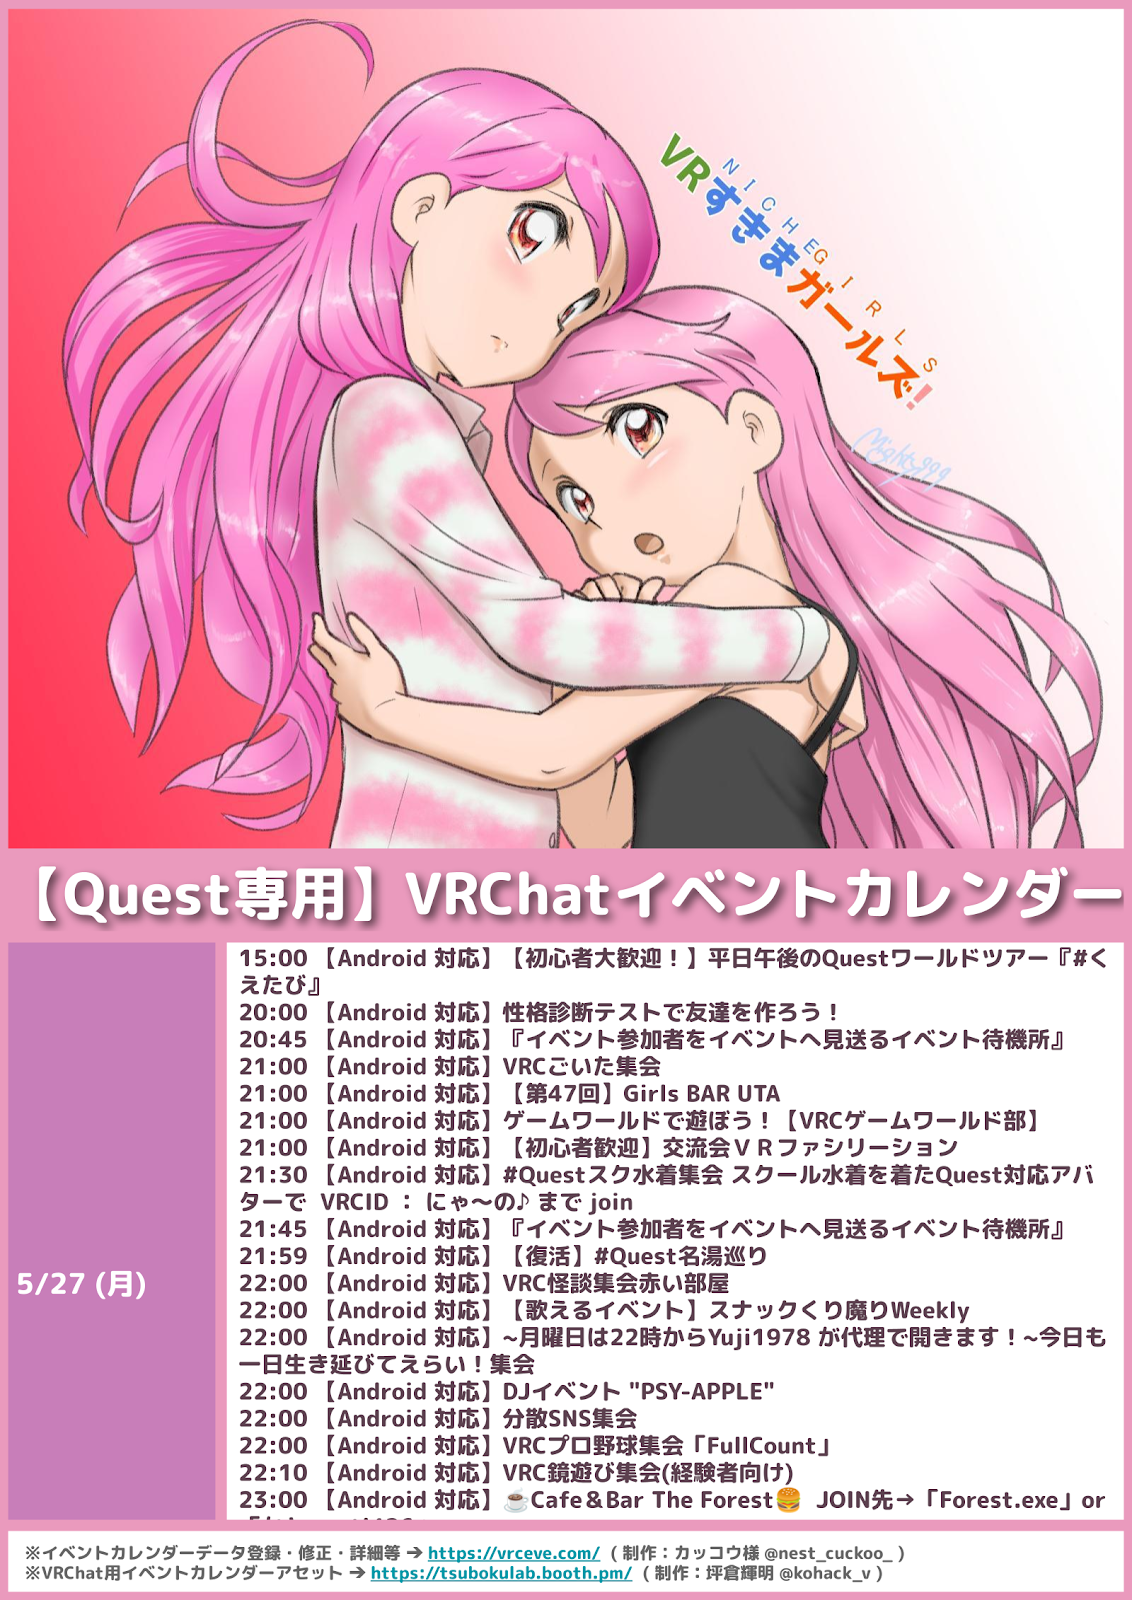 NICHE GIRLS
VRすきまガールズ!
Mighty999
【Quest専用】VRChatイベントカレンダー
5/27 (月)
15:00 【Android 対応】【初心者大歓迎！】平日午後のQuestワールドツアー『#く
えたび』
20:00 【Android 対応】性格診断テストで友達を作ろう！
20:45 【Android 対応】『イベント参加者をイベントへ見送るイベント待機所』
21:00 【Android 対応】VRCごいた集会
21:00 【Android 対応】【第47回】Girls BAR UTA
21:00 【Android 対応】ゲームワールドで遊ぼう！【VRCゲームワールド部】
21:00 【Android 対応】【初心者歓迎】交流会ＶＲファシリーション
21:30 【Android 対応】#Questスク水着集会 スクール水着を着たQuest対応アバ
ターで VRCID ： にゃ～の♪ まで join
21:45 【Android 対応】『イベント参加者をイベントへ見送るイベント待機所』
21:59 【Android 対応】【復活】#Quest名湯巡り
22:00 【Android 対応】VRC怪談集会赤い部屋
22:00 【Android 対応】【歌えるイベント】スナックくり魔りWeekly
22:00 【Android 対応】~月曜日は22時からYuji1978 が代理で開きます！~今日も
一日生き延びてえらい！集会
22:00 【Android 対応】DJイベント "PSY-APPLE"
22:00 【Android 対応】分散SNS集会
22:00 【Android 対応】VRCプロ野球集会「FullCount」
22:10 【Android 対応】VRC鏡遊び集会(経験者向け)
23:00 【Android 対応】☕Cafe＆Bar The Forest🍔 JOIN先→「Forest.exe」or
※イベントカレンダーデータ登録・修正・詳細等 ➔ https://vrceve.com/ ( 制作：カッコウ様 @nest_cuckoo_ )
※VRChat用イベントカレンダーアセット ➔ https://tsubokulab.booth.pm/ ( 制作：坪倉輝明 @kohack_v )